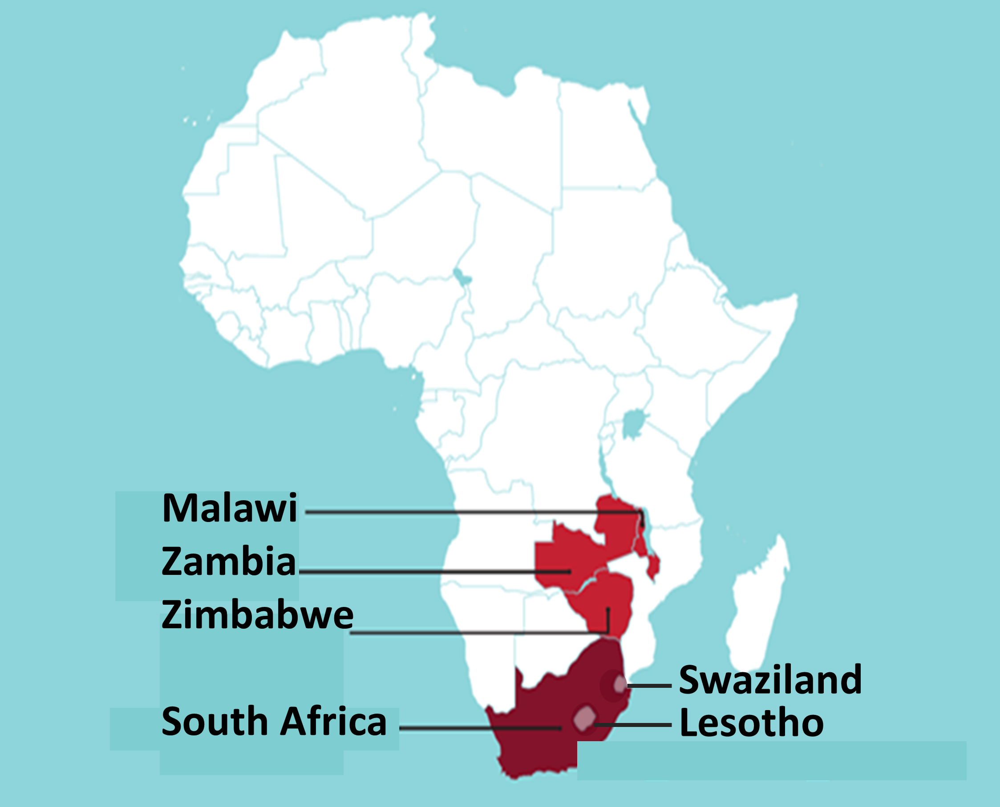 Malawi
Zambia
Zimbabwe
Swaziland
South Africa
Lesotho